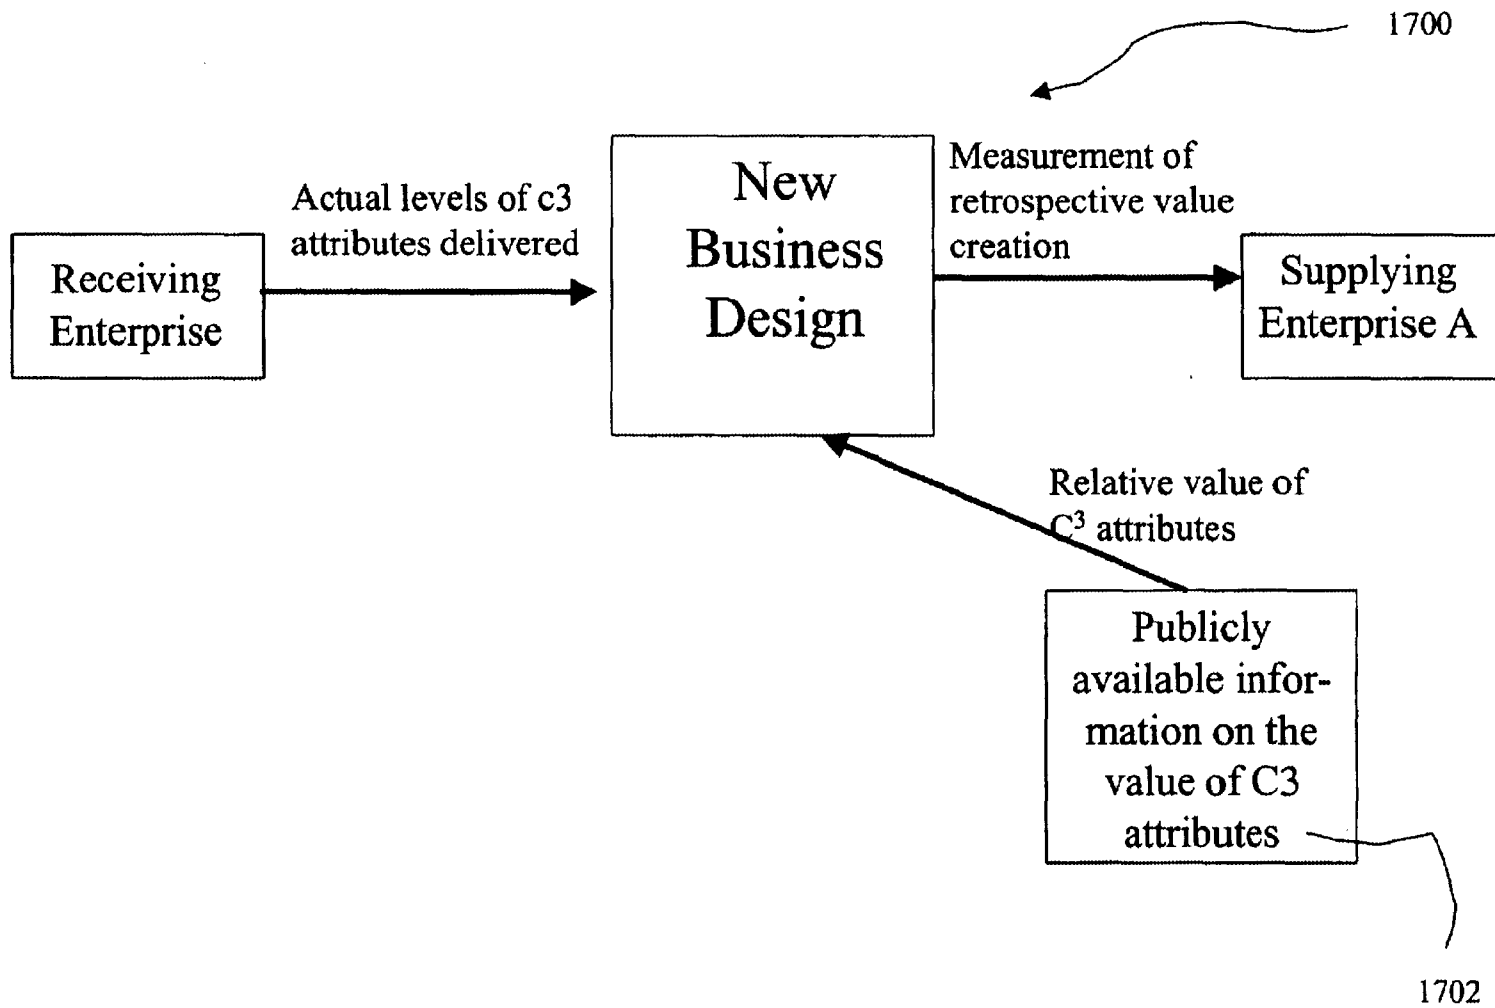 1700
Actual levels of c3
attributes delivered
Receiving
Enterprise
New
Business
Design
Measurement of
retrospective value
creation
Supplying
Enterprise A
Relative value of
C³ attributes
Publicly
available infor-
mation on the
value of C3
attributes
1702